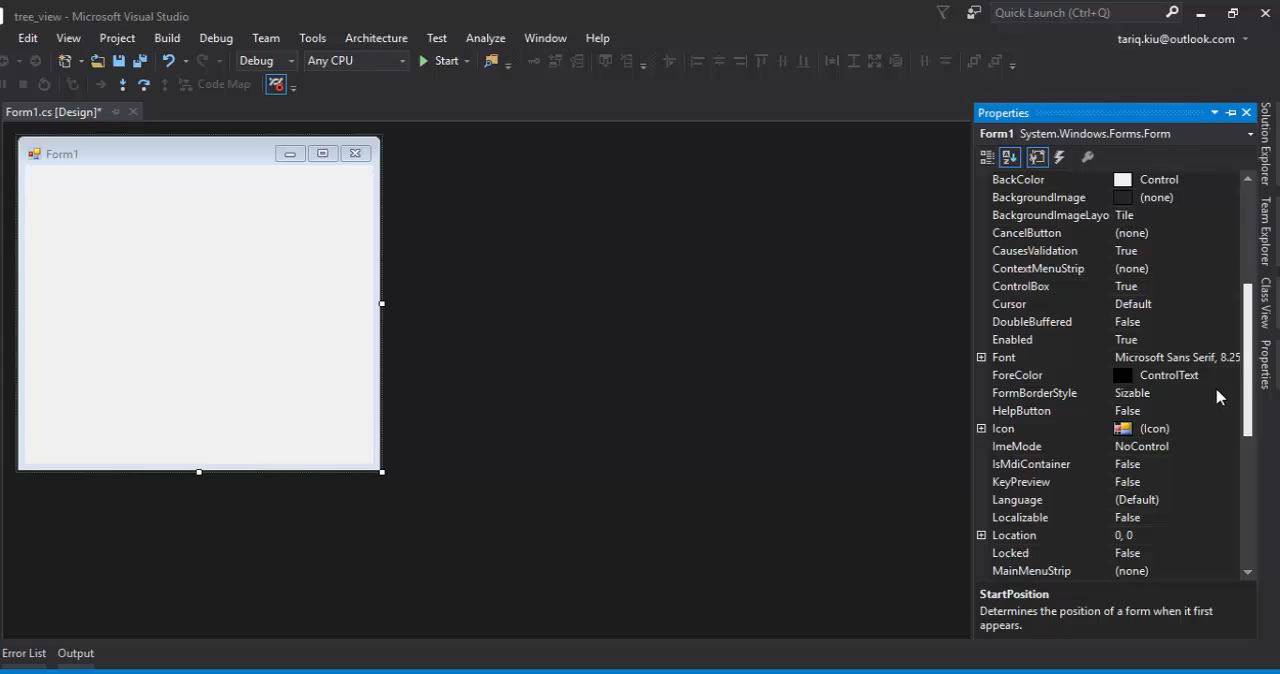 tree_view - Microsoft Visual Studio
Quick Launch (Ctrl+Q)
Edit View Project Build Debug Team Tools Architecture Test Analyze Window Help
tariq.kiu@outlook.com
Debug Any CPU Start
Code Map
Form1.cs [Design]*
Properties
Form1
Form1 System.Windows.Forms.Form
BackColor Control
BackgroundImage (none)
BackgroundImageLayo Tile
CancelButton (none)
CausesValidation True
ContextMenuStrip (none)
ControlBox True
Cursor Default
DoubleBuffered False
Enabled True
Font Microsoft Sans Serif, 8.25
ForeColor ControlText
FormBorderStyle Sizable
HelpButton False
Icon (Icon)
ImeMode NoControl
IsMdiContainer False
KeyPreview False
Language (Default)
Localizable False
Location 0, 0
Locked False
MainMenuStrip (none)
StartPosition
Determines the position of a form when it first
appears.
Solution Explorer
Team Explorer
Class View
Properties
Error List Output